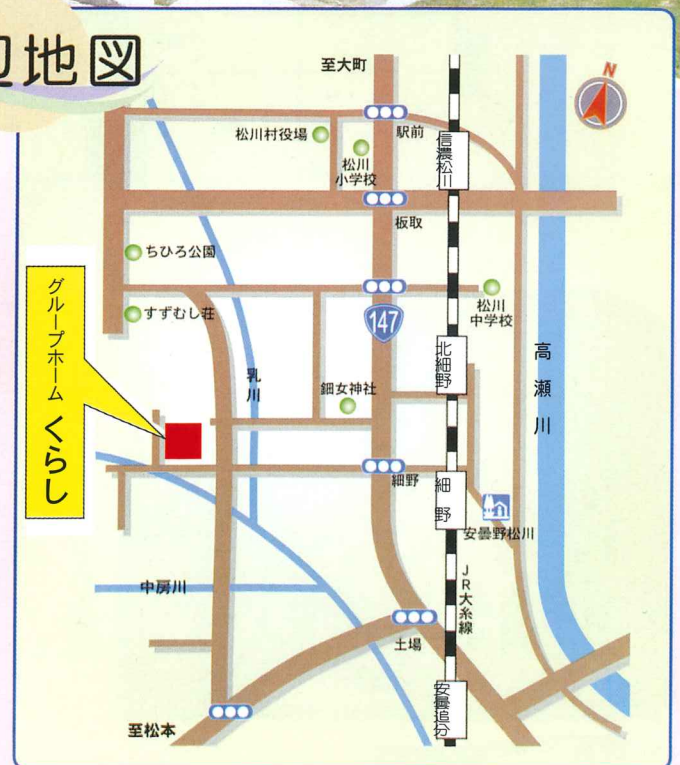 辺地図
N
至大町
駅前
松川村役場
松川
小学校
信濃松川
板取
ちひろ公園
松川
中学校
すずむし荘
147
高瀬川
グループホーム くらし
乳川
北細野
鈿女神社
細野
細野
安曇野松川
中房川
JR大糸線
土場
安曇追分
至松本